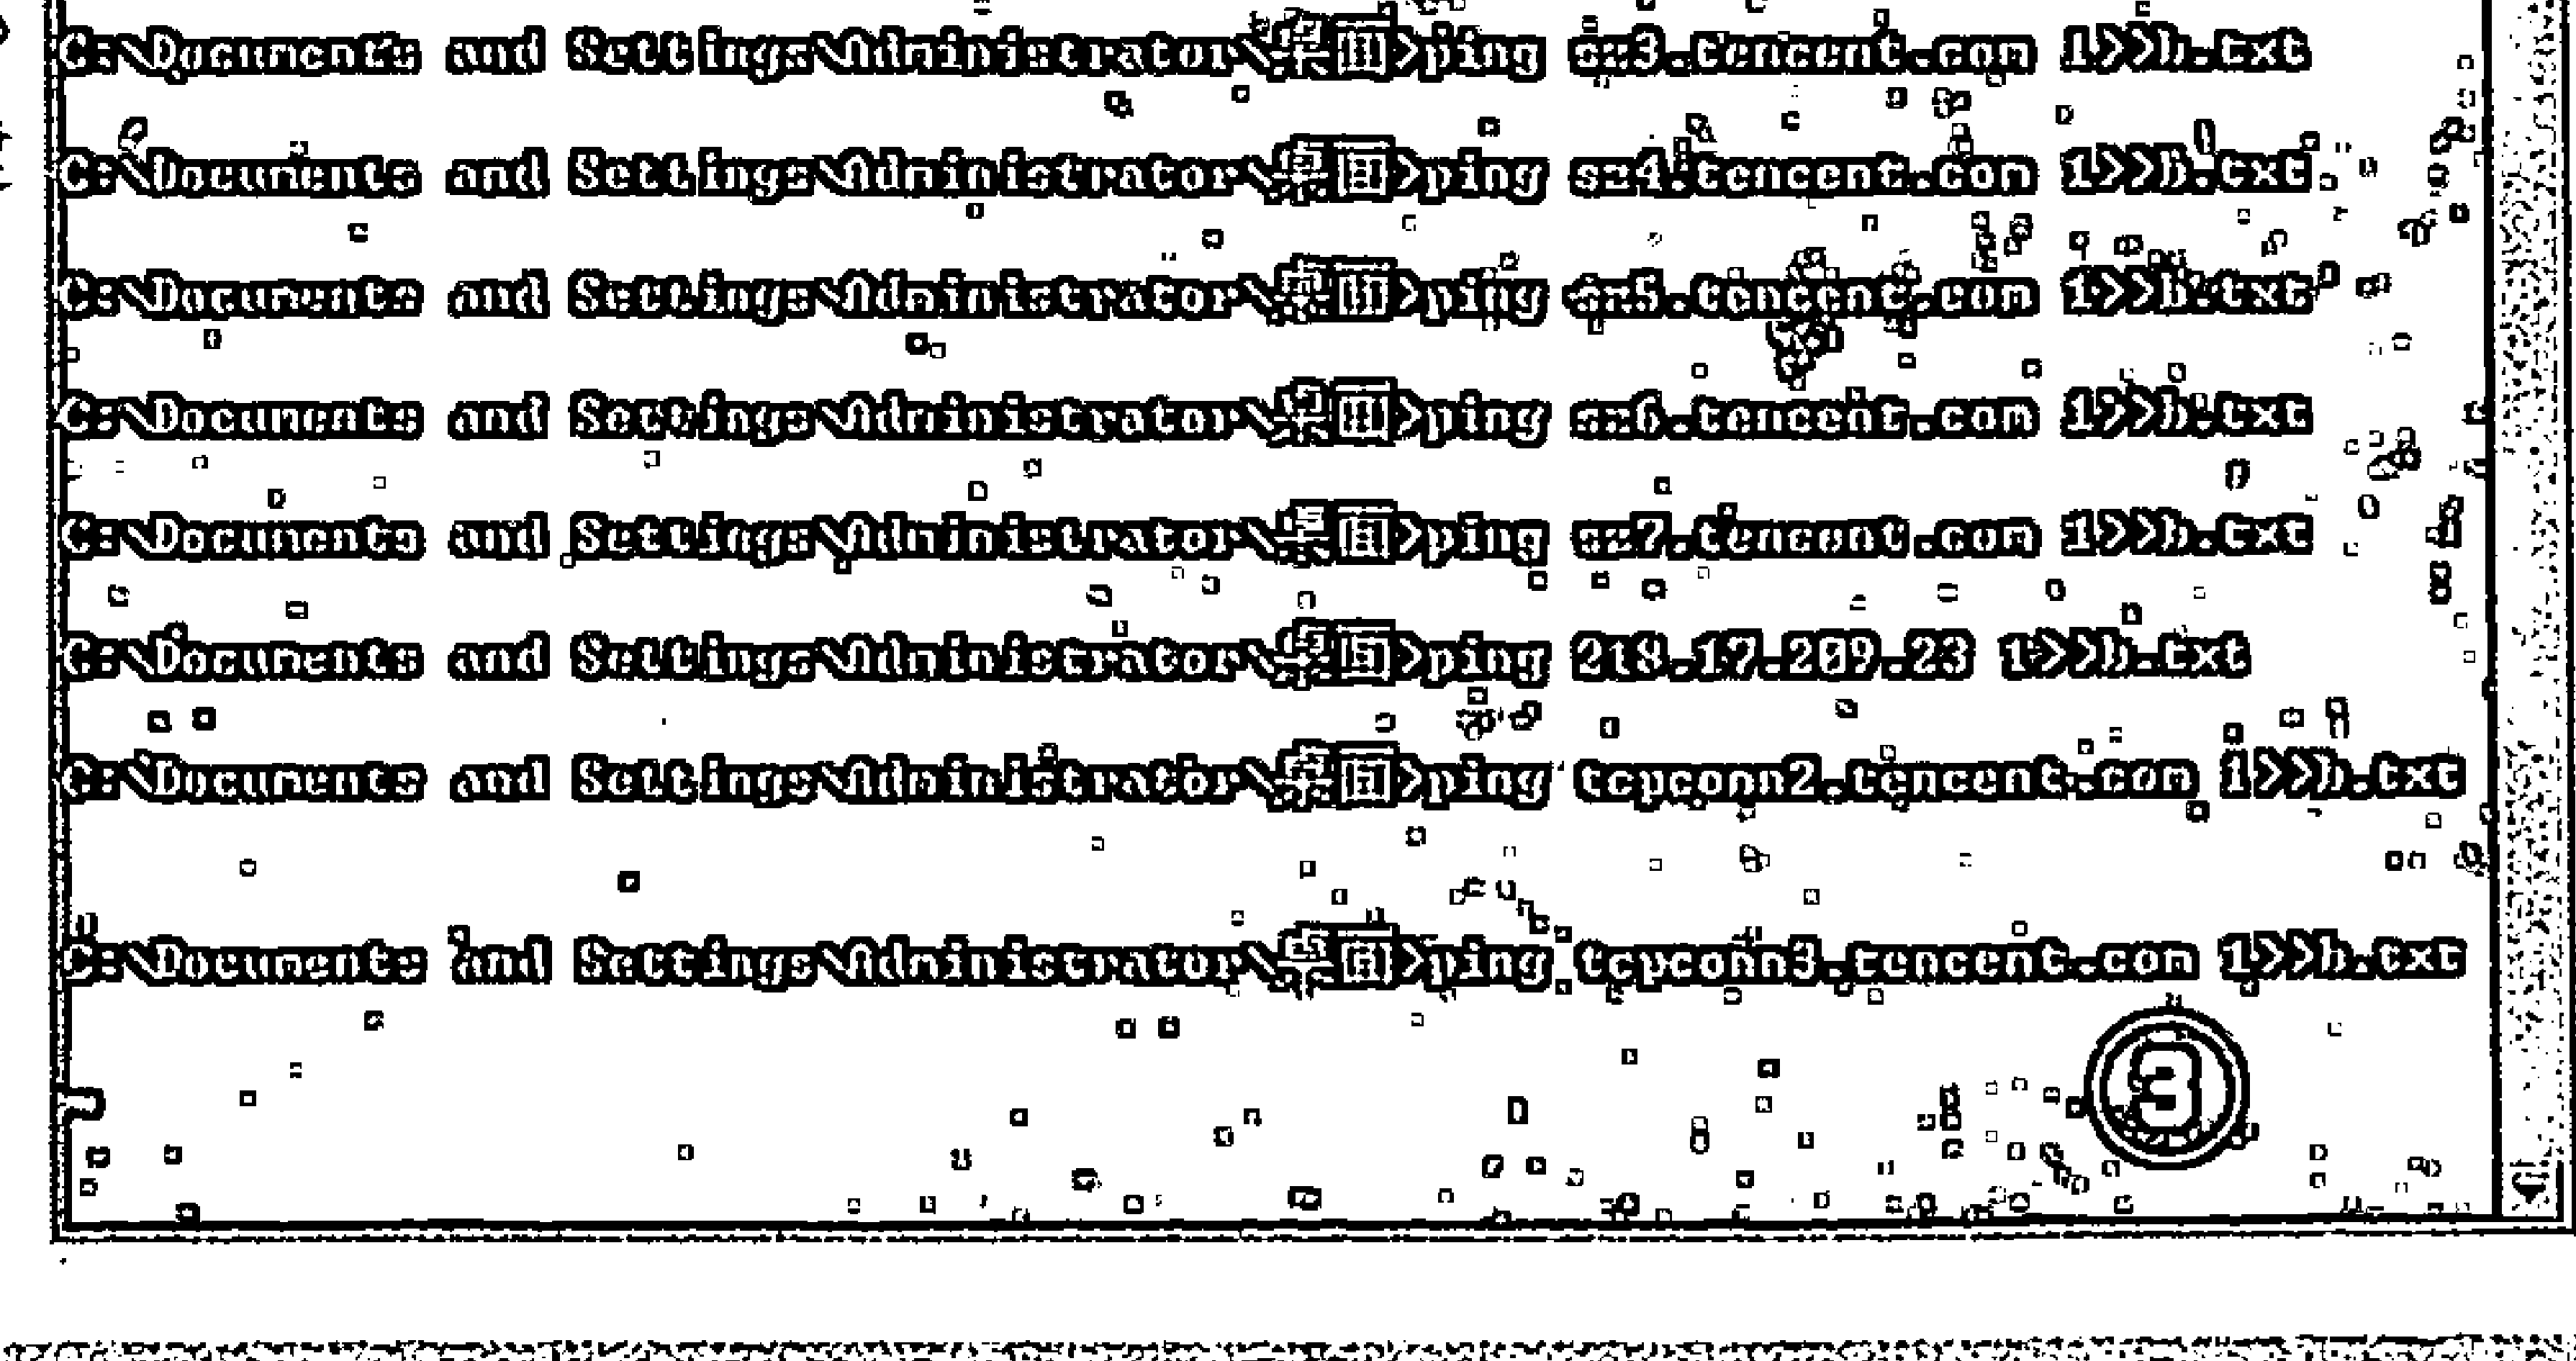 C:\Documents and Settings\Administrator\桌面>ping sz3.tencent.com 1>>b.txt
C:\Documents and Settings\Administrator\桌面>ping sz4.tencent.com 1>>b.txt
C:\Documents and Settings\Administrator\桌面>ping sz5.tencent.com 1>>b.txt
C:\Documents and Settings\Administrator\桌面>ping sz6.tencent.com 1>>b.txt
C:\Documents and Settings\Administrator\桌面>ping sz7.tencent.com 1>>b.txt
C:\Documents and Settings\Administrator\桌面>ping 218.17.209.23 1>>b.txt
C:\Documents and Settings\Administrator\桌面>ping tcpconn2.tencent.com 1>>b.txt
C:\Documents and Settings\Administrator\桌面>ping tcpconn3.tencent.com 1>>b.txt
3